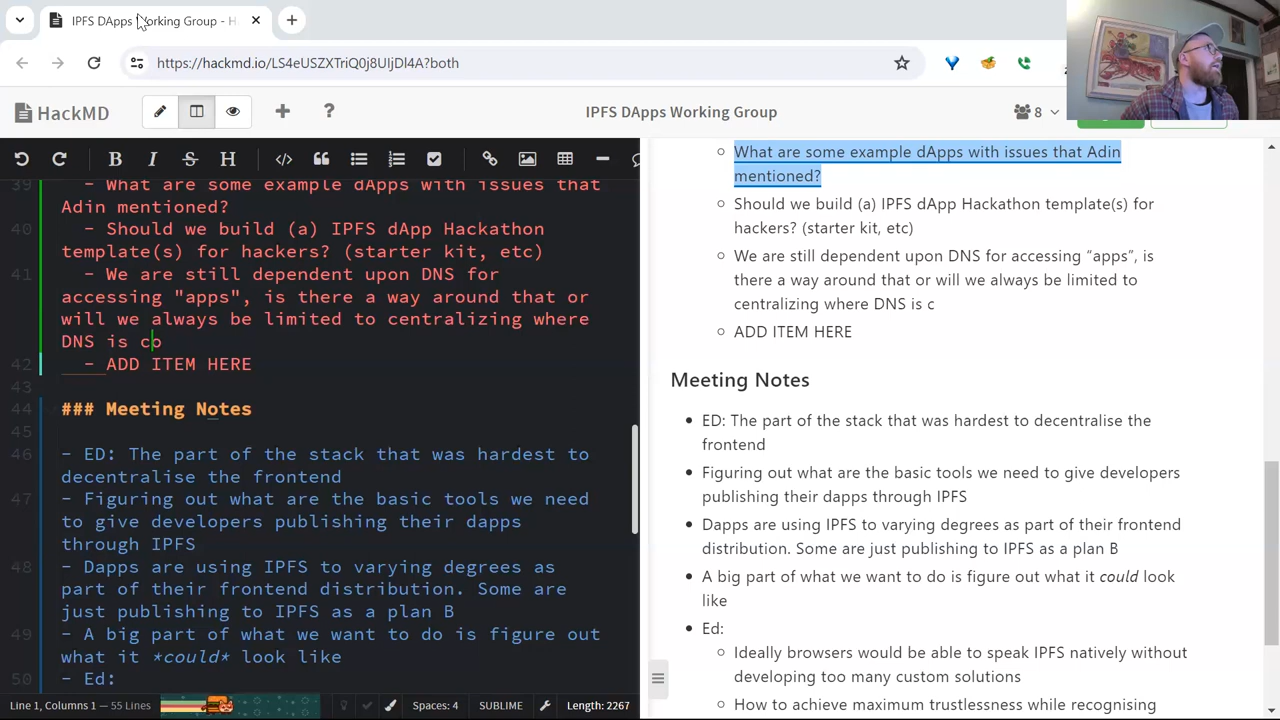 IPFS DApps Working Group - H
https://hackmd.io/LS4eUSZXTriQ0j8UIjDl4A?both
HackMD
IPFS DApps Working Group
8
39
- What are some example dApps with issues that
Adin mentioned?
40
- Should we build (a) IPFS dApp Hackathon
template(s) for hackers? (starter kit, etc)
41
- We are still dependent upon DNS for
accessing "apps", is there a way around that or
will we always be limited to centralizing where
DNS is co
42
- ADD ITEM HERE
43
44
### Meeting Notes
45
46
- ED: The part of the stack that was hardest to
decentralise the frontend
47
- Figuring out what are the basic tools we need
to give developers publishing their dapps
through IPFS
48
- Dapps are using IPFS to varying degrees as
part of their frontend distribution. Some are
just publishing to IPFS as a plan B
49
- A big part of what we want to do is figure out
what it *could* look like
50
- Ed:
What are some example dApps with issues that Adin
mentioned?
Should we build (a) IPFS dApp Hackathon template(s) for
hackers? (starter kit, etc)
We are still dependent upon DNS for accessing “apps”, is
there a way around that or will we always be limited to
centralizing where DNS is c
ADD ITEM HERE
Meeting Notes
ED: The part of the stack that was hardest to decentralise the
frontend
Figuring out what are the basic tools we need to give developers
publishing their dapps through IPFS
Dapps are using IPFS to varying degrees as part of their frontend
distribution. Some are just publishing to IPFS as a plan B
A big part of what we want to do is figure out what it could look
like
Ed:
Ideally browsers would be able to speak IPFS natively without
developing too many custom solutions
How to achieve maximum trustlessness while recognising
Line 1, Columns 1 — 55 Lines
Spaces: 4
SUBLIME
Length: 2267